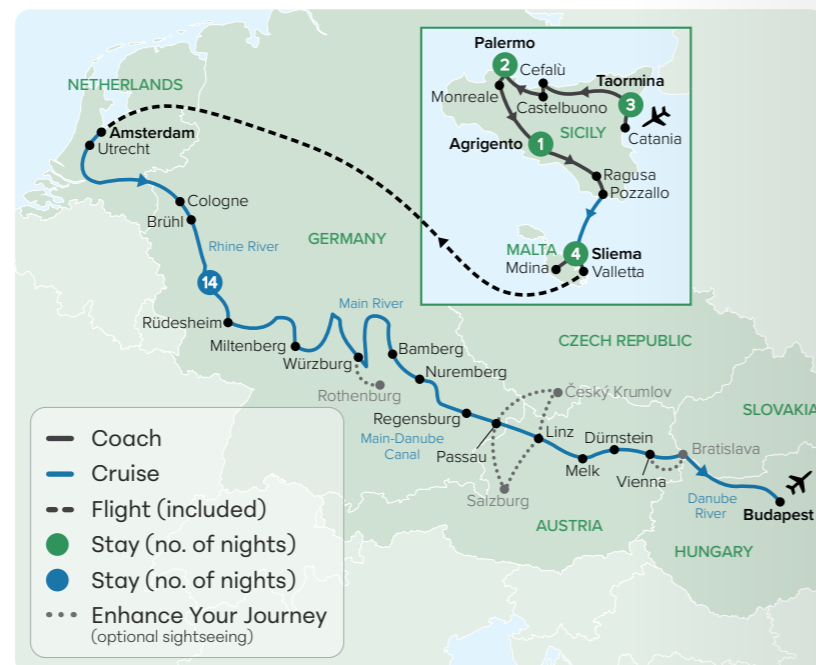 NETHERLANDS
Amsterdam
Utrecht
Cologne
Brühl
Rhine River
GERMANY
14
Rüdesheim
Main River
Miltenberg
Würzburg
Rothenburg
Bamberg
Nuremberg
Regensburg
Main-Danube
Canal
Passau
CZECH REPUBLIC
Český Krumlov
Linz
Salzburg
Melk
Dürnstein
Vienna
AUSTRIA
SLOVAKIA
Bratislava
Danube
River
Budapest
HUNGARY
Palermo
2
Cefalù
Taormina
3
Monreale
Castelbuono
SICILY
Catania
Agrigento
1
Ragusa
Pozzallo
MALTA
4
Sliema
Mdina
Valletta
Coach
Cruise
Flight (included)
Stay (no. of nights)
Stay (no. of nights)
Enhance Your Journey
(optional sightseeing)